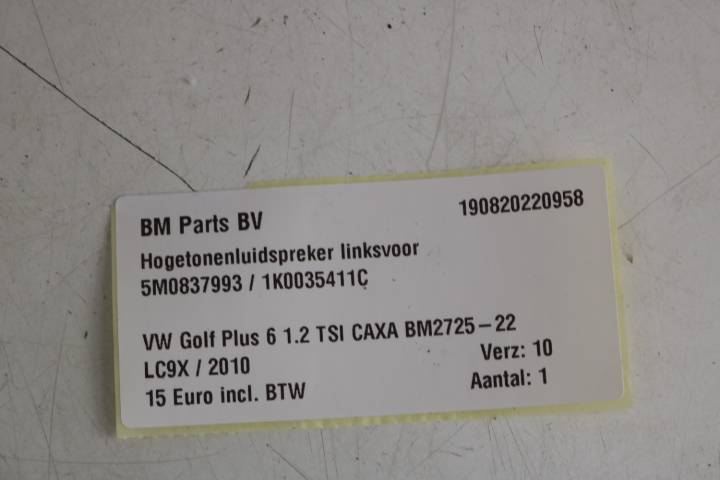 BM Parts BV 190820220958
Hogetonenluidspreker linksvoor
5M0837993 / 1K0035411C
VW Golf Plus 6 1.2 TSI CAXA BM2725-22
LC9X / 2010 Verz: 10
15 Euro incl. BTW Aantal: 1